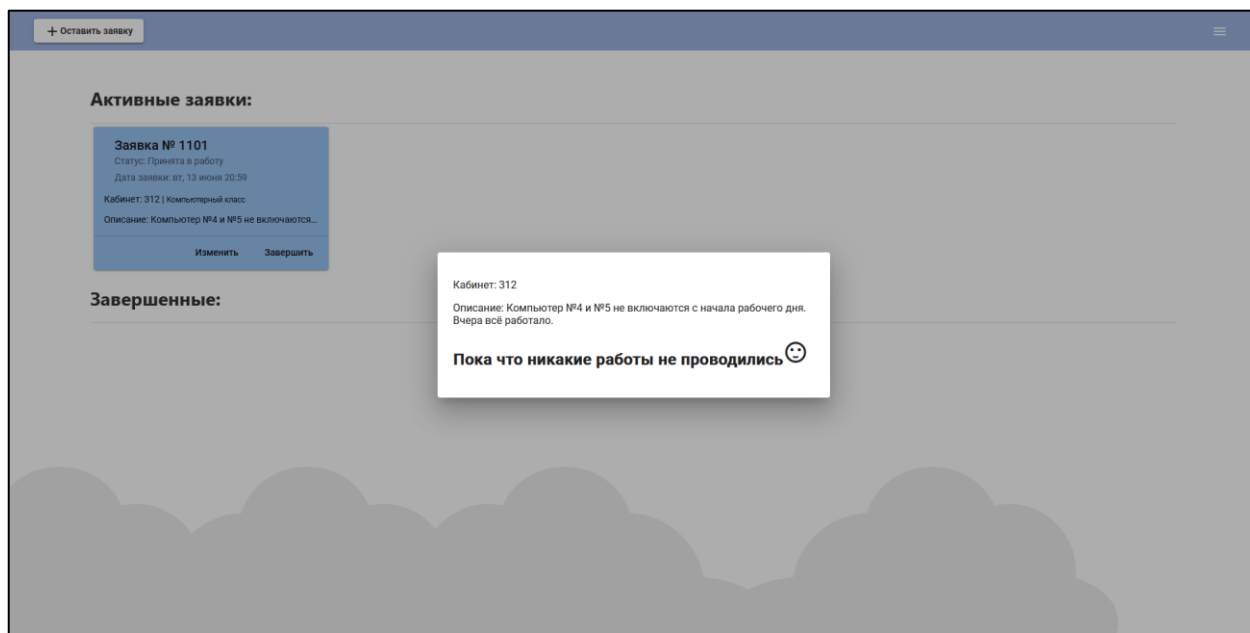 + Оставить заявку
Активные заявки:
Заявка № 1101
Статус: Принята в работу
Дата заявки: вт, 13 июня 20:59
Кабинет: 312 | Компьютерный класс
Описание: Компьютер №4 и №5 не включаются...
Изменить Завершить
Завершенные:
Кабинет: 312
Описание: Компьютер №4 и №5 не включаются с начала рабочего дня.
Вчера всё работало.
Пока что никакие работы не проводились